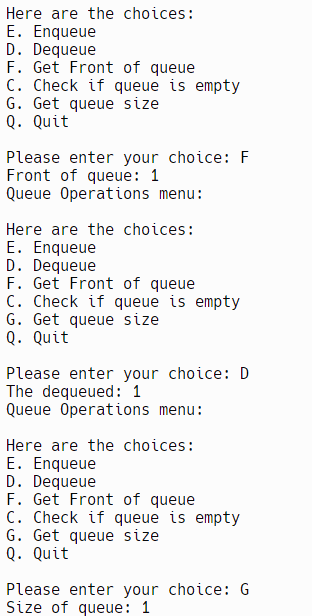 Here are the choices:
E. Enqueue
D. Dequeue
F. Get Front of queue
C. Check if queue is empty
G. Get queue size
Q. Quit
Please enter your choice: F
Front of queue: 1
Queue Operations menu:
Here are the choices:
E. Enqueue
D. Dequeue
F. Get Front of queue
C. Check if queue is empty
G. Get queue size
Q. Quit
Please enter your choice: D
The dequeued: 1
Queue Operations menu:
Here are the choices:
E. Enqueue
D. Dequeue
F. Get Front of queue
C. Check if queue is empty
G. Get queue size
Q. Quit
Please enter your choice: G
Size of queue: 1